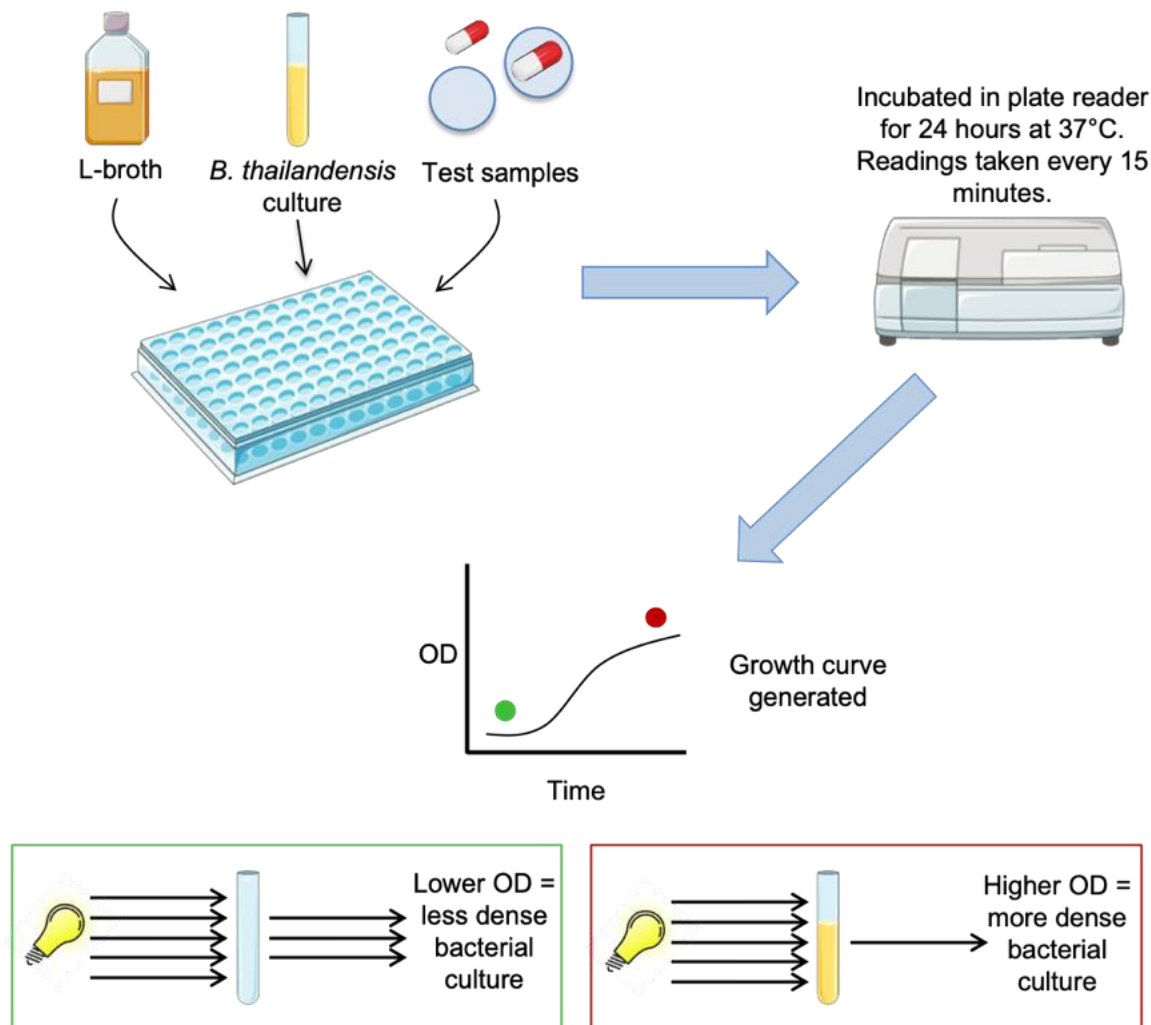 L-broth
B. thailandensis
culture
Test samples
Incubated in plate reader
for 24 hours at 37°C.
Readings taken every 15
minutes.
OD
Growth curve
generated
Time
Lower OD =
less dense
bacterial
culture
Higher OD =
more dense
bacterial
culture